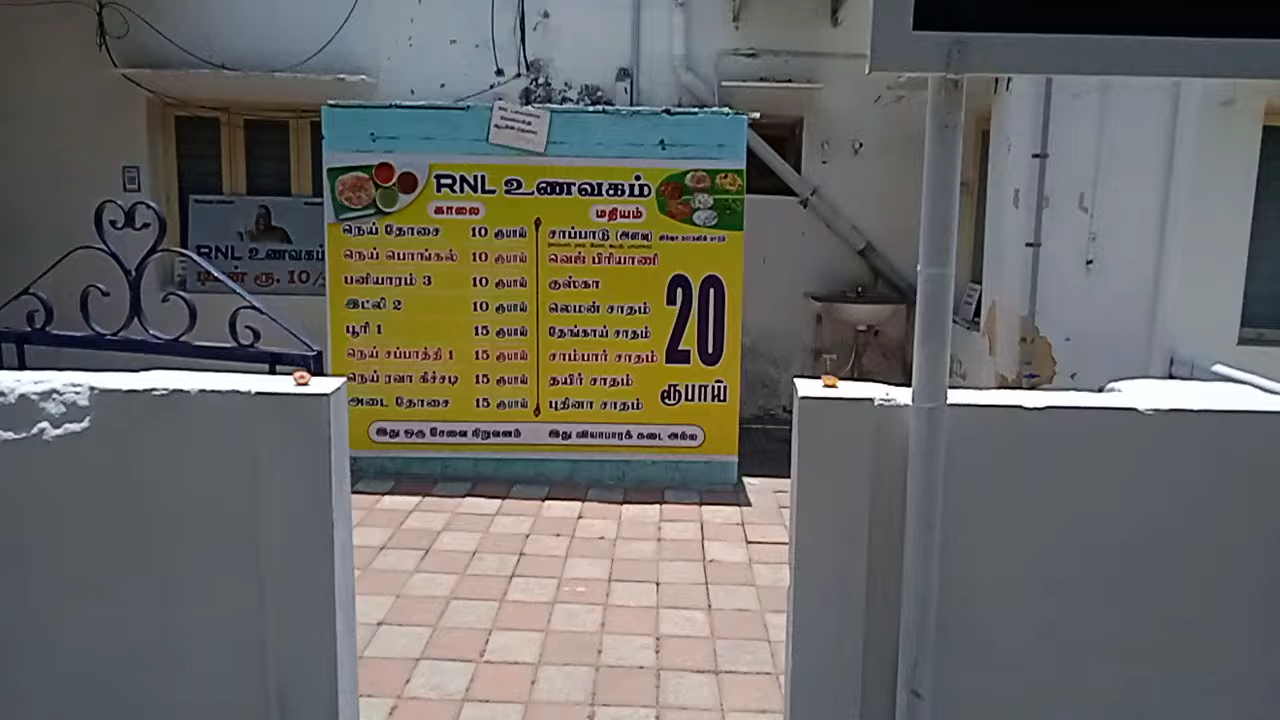 RNL உணவகம்
காலை
நெய் தோசை 10 ரூபாய்
நெய் பொங்கல் 10 ரூபாய்
பனியாரம் 3 10 ரூபாய்
இட்லி 2 10 ரூபாய்
பூரி 1 15 ரூபாய்
நெய் சப்பாத்தி 1 15 ரூபாய்
நெய் ரவா கிச்சடி 15 ரூபாய்
அடை தோசை 15 ரூபாய்
மதியம்
சாப்பாடு (அளவு)
வெஜ் பிரியாணி
குஸ்கா
லெமன் சாதம்
தேங்காய் சாதம்
சாம்பார் சாதம்
தயிர் சாதம்
புதினா சாதம்
20
ரூபாய்
இது ஒரு சேவை நிறுவனம் இது வியாபாரக் கடை அல்ல
RNL உணவகம்
டிபன் ரூ. 10/-